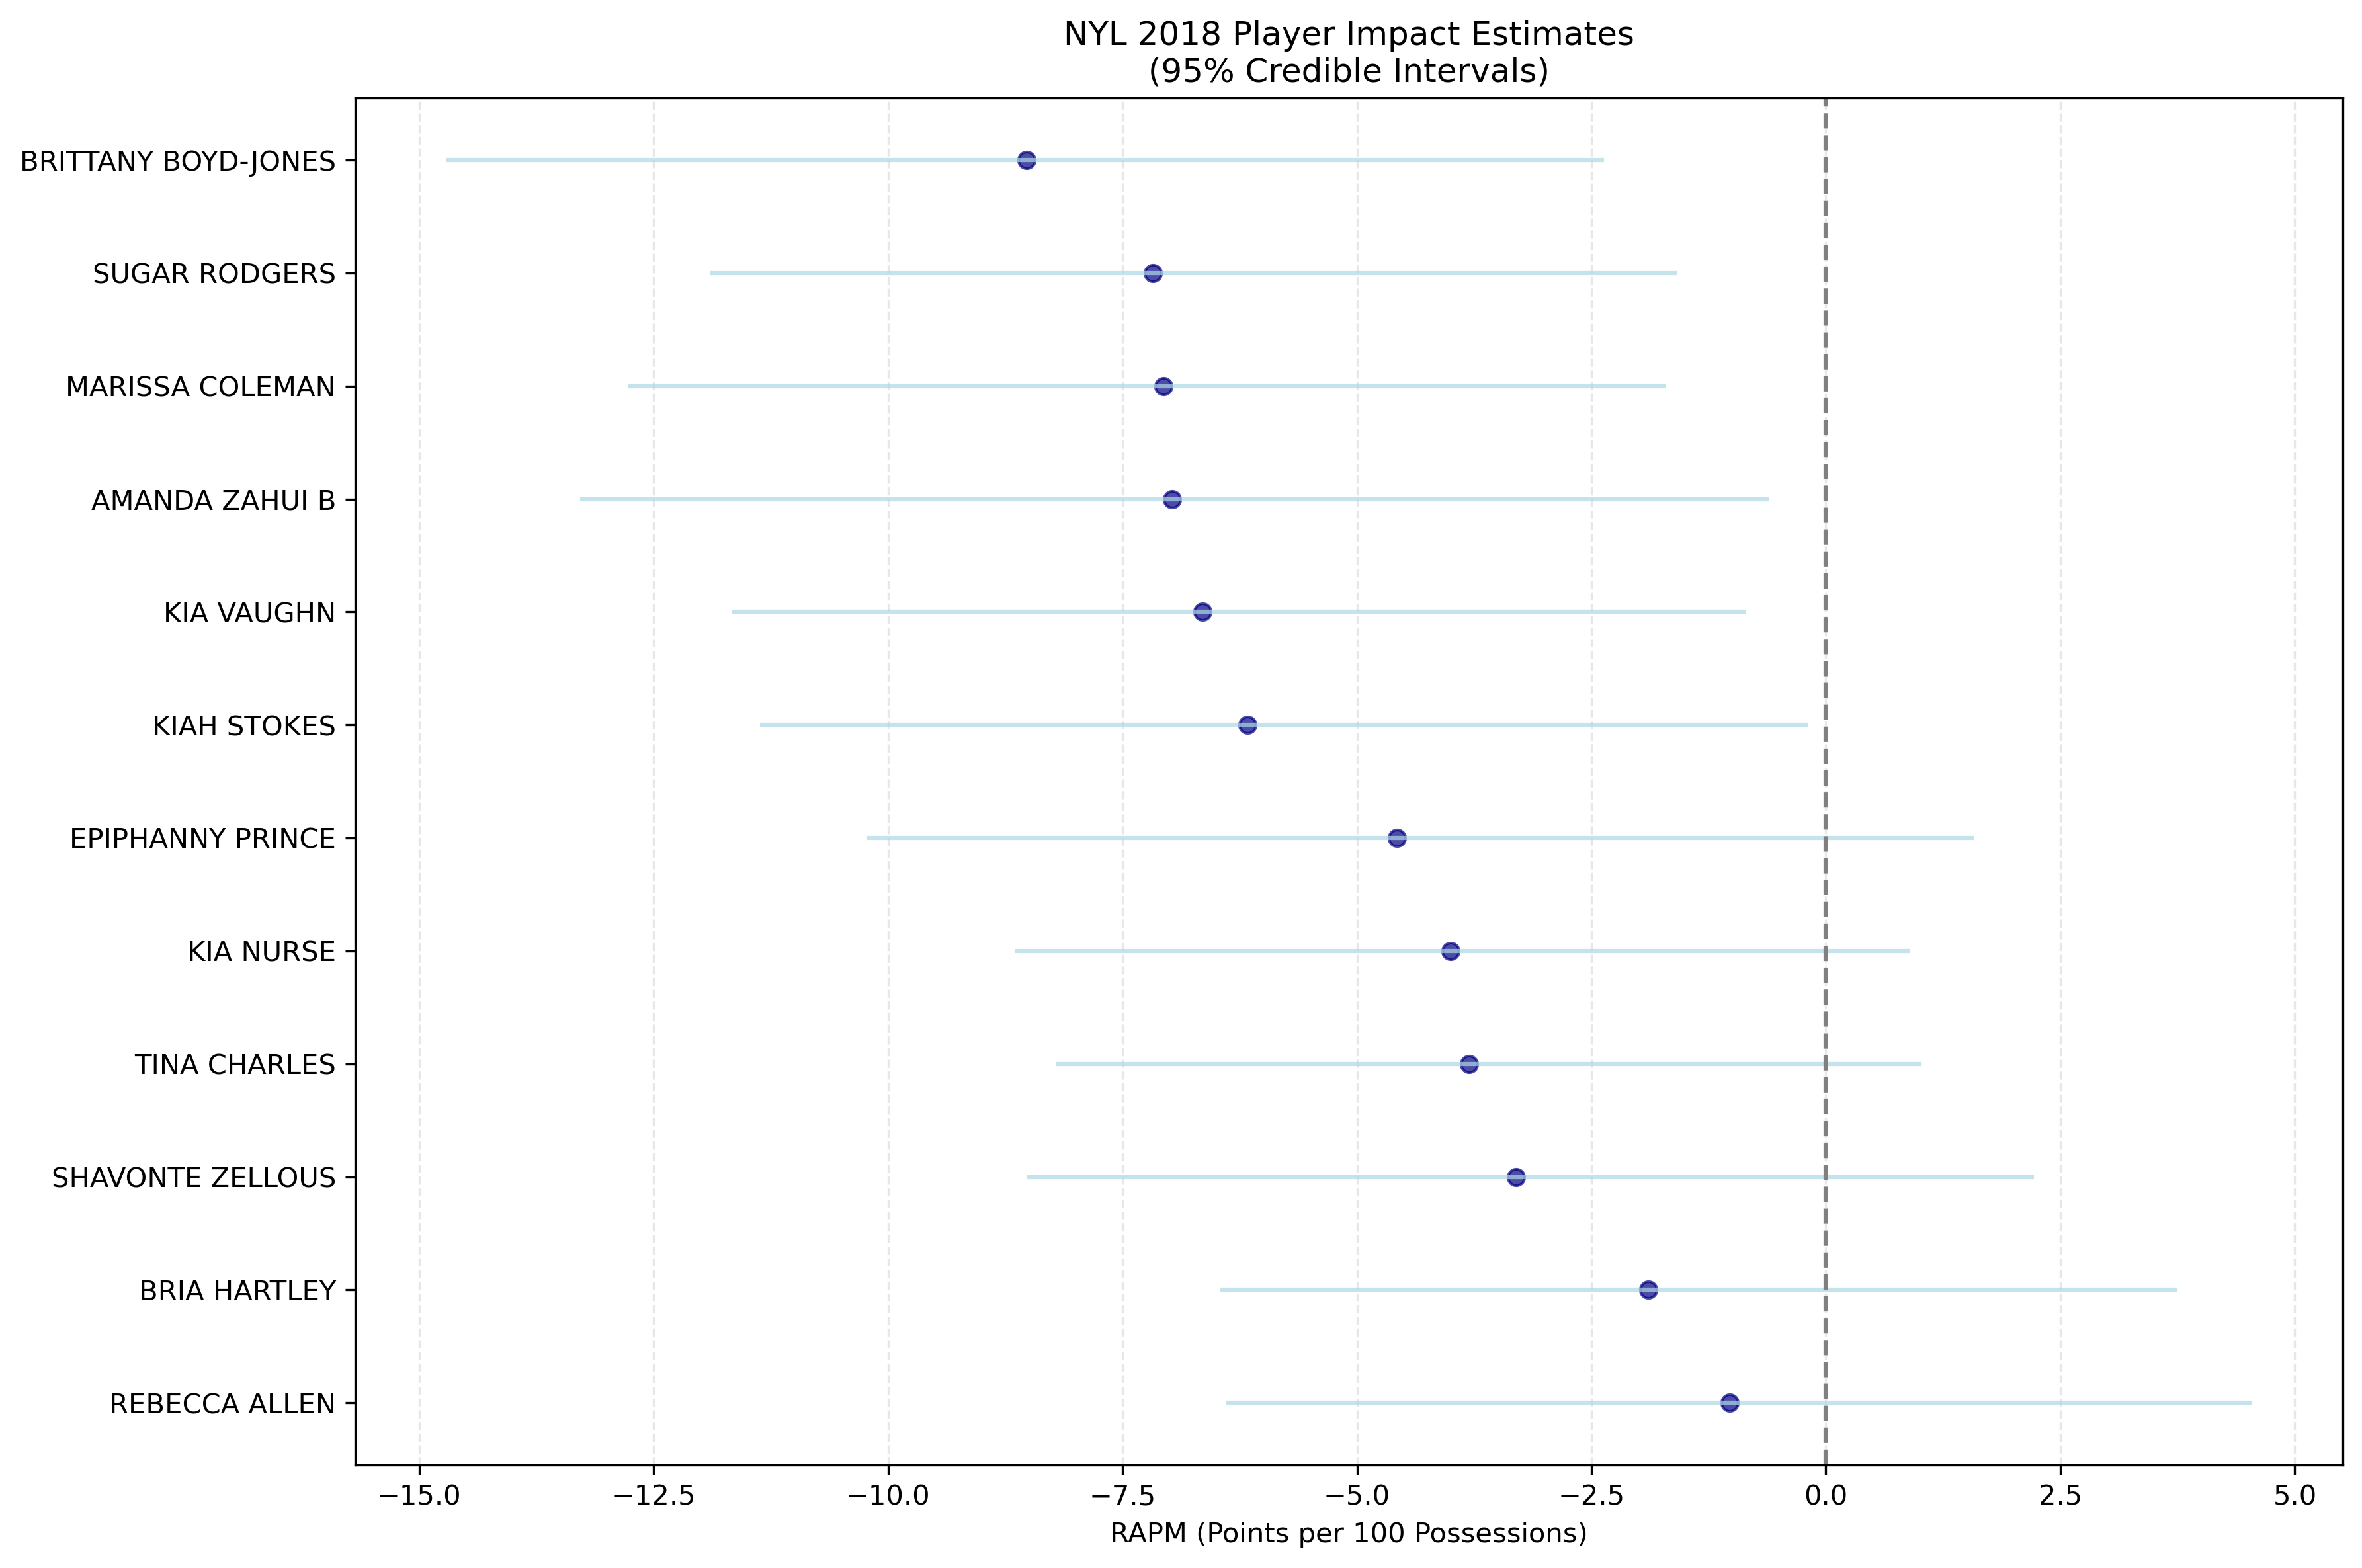 NYL 2018 Player Impact Estimates
(95% Credible Intervals)
BRITTANY BOYD-JONES
SUGAR RODGERS
MARISSA COLEMAN
AMANDA ZAHUI B
KIA VAUGHN
KIAH STOKES
EPIPHANNY PRINCE
KIA NURSE
TINA CHARLES
SHAVONTE ZELLOUS
BRIA HARTLEY
REBECCA ALLEN
−15.0 −12.5 −10.0 −7.5 −5.0 −2.5 0.0 2.5 5.0
RAPM (Points per 100 Possessions)